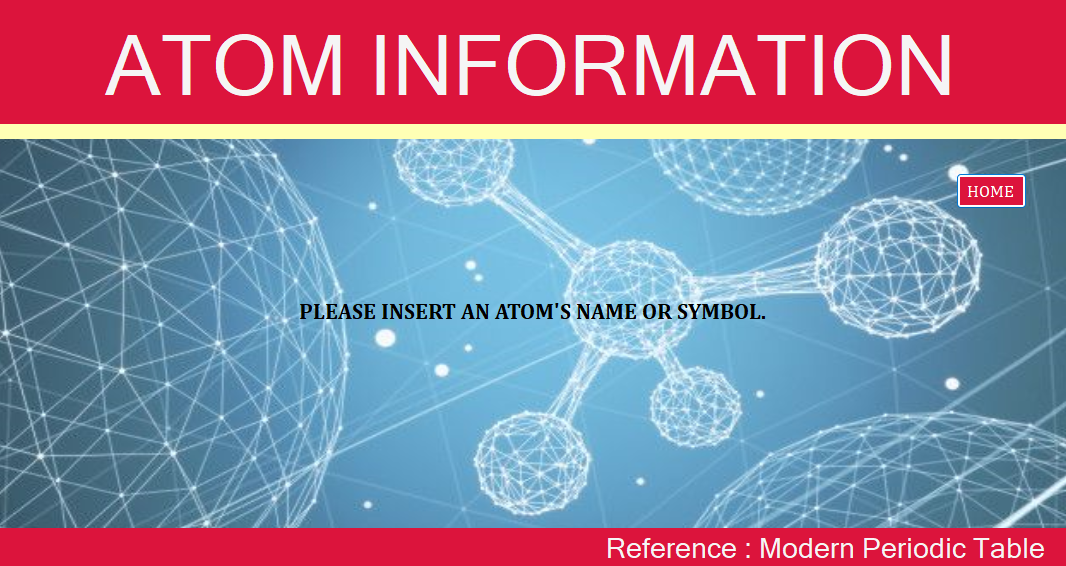 ATOM INFORMATION
HOME
PLEASE INSERT AN ATOM'S NAME OR SYMBOL.
Reference : Modern Periodic Table